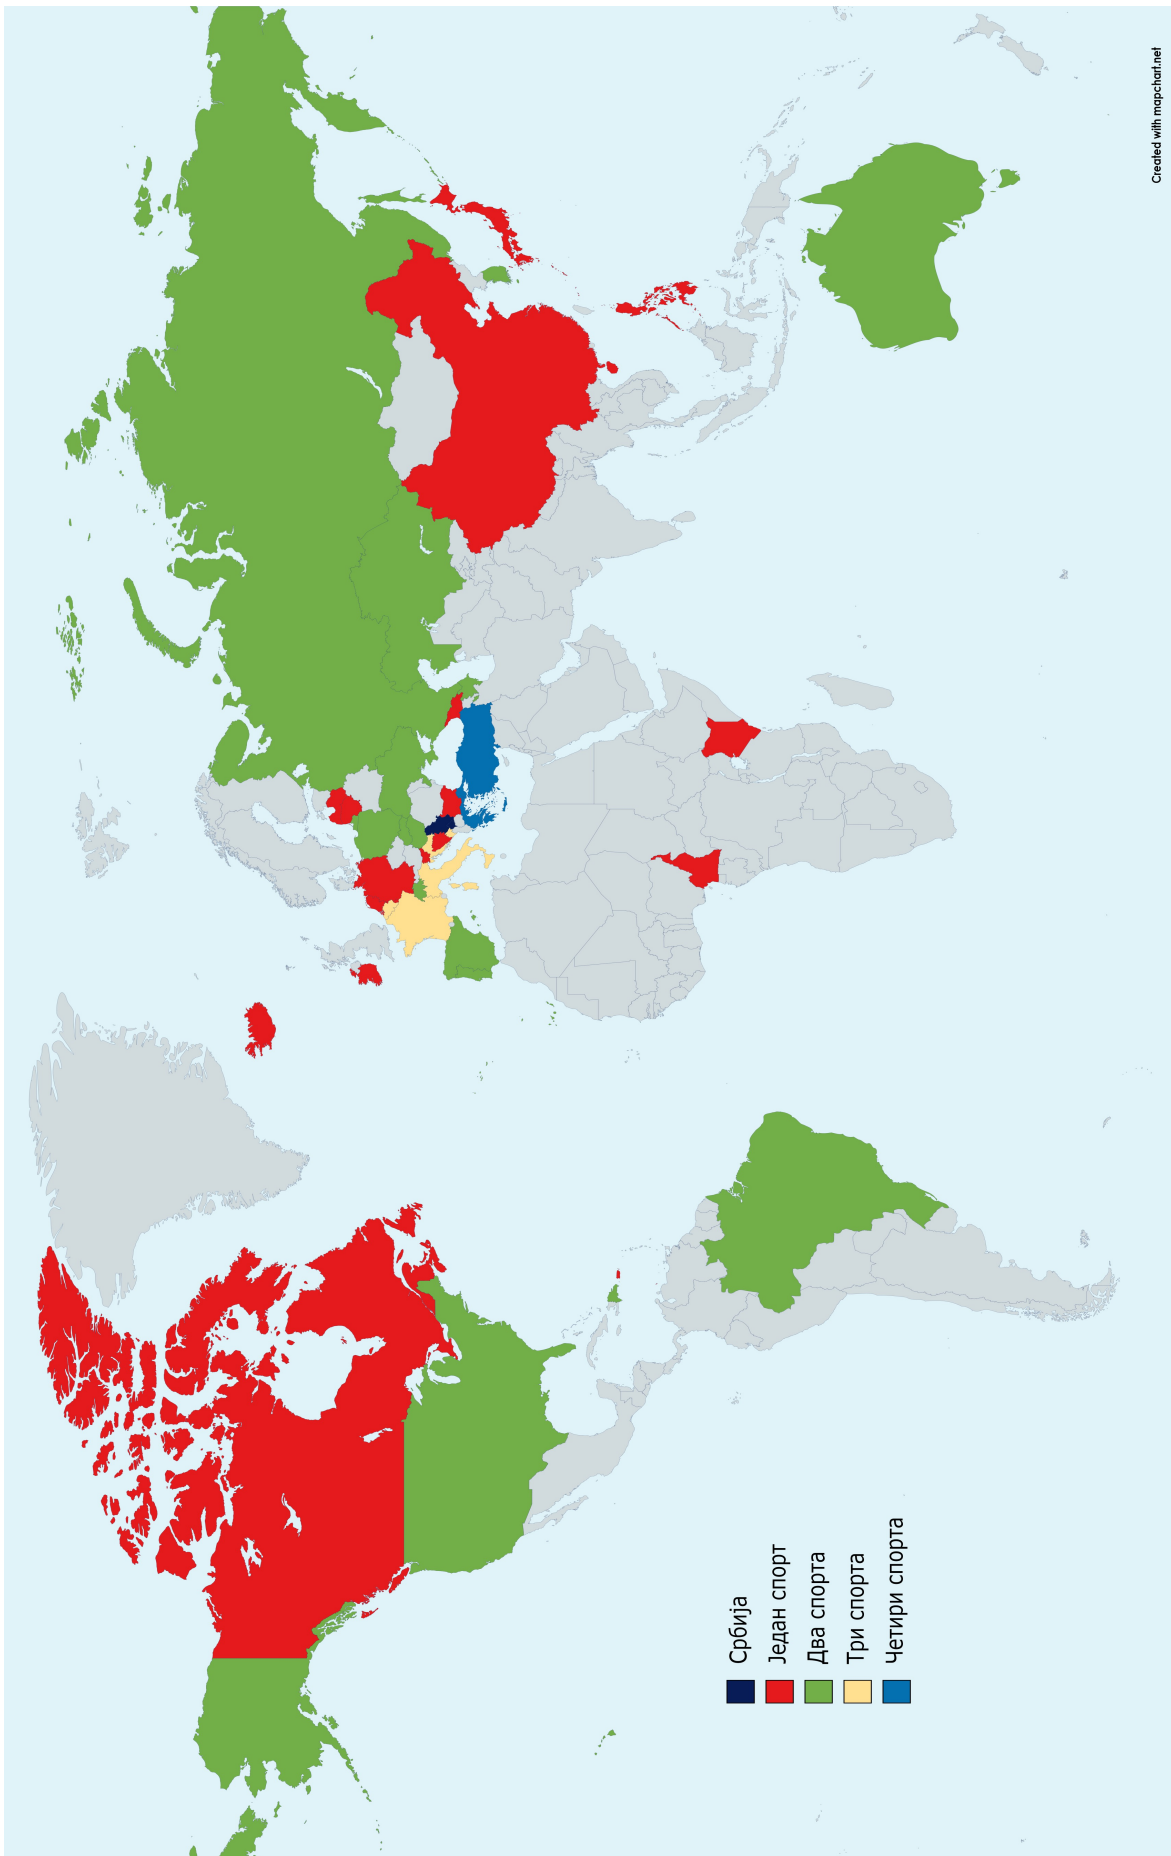 Србија
Један спорт
Два спорта
Три спорта
Четири спорта
Created with mapchart.net